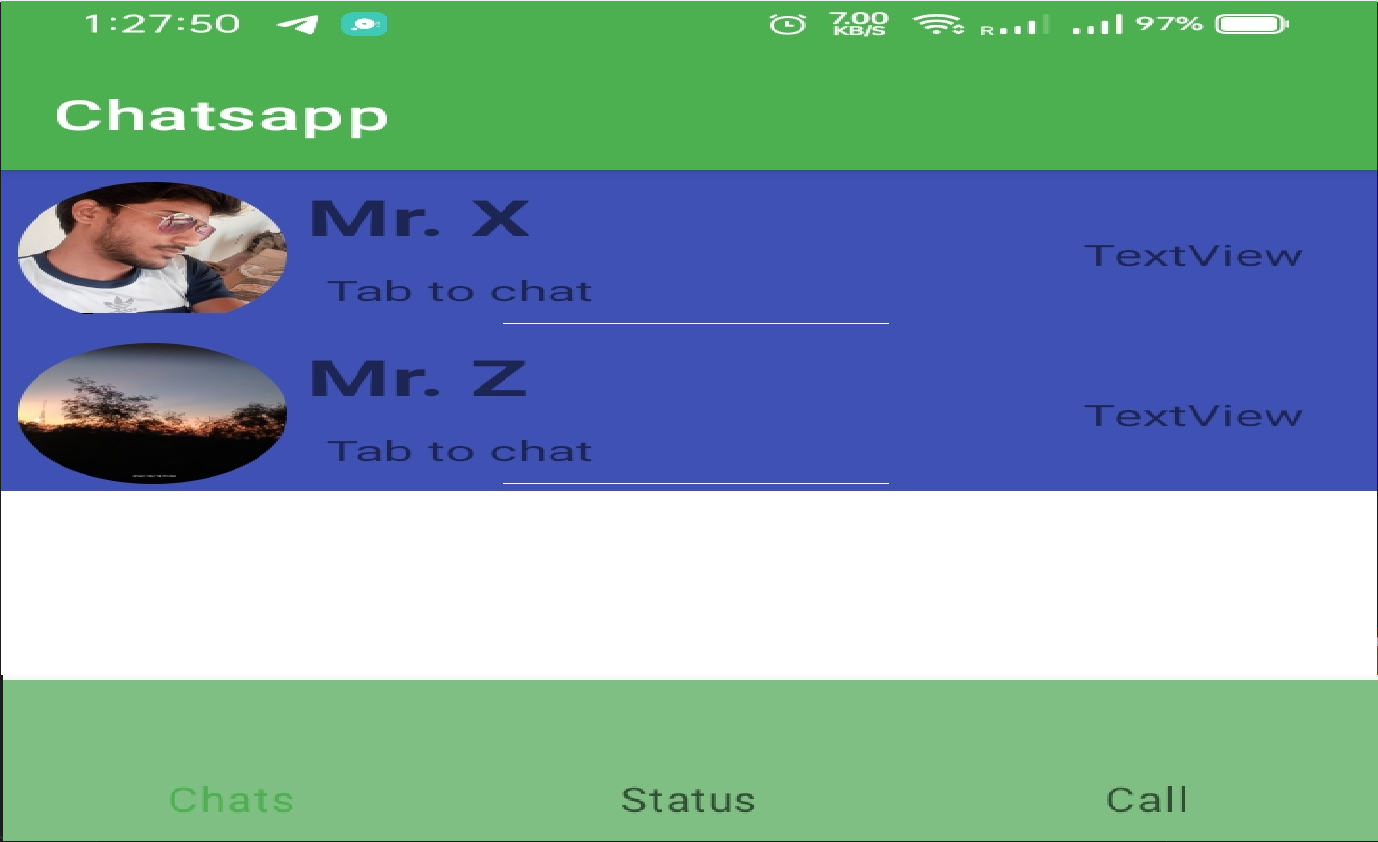 1:27:50 7.00 KB/S R 97%
Chatsapp
Mr. X
TextView
Tab to chat
Mr. Z
TextView
Tab to chat
Chats Status Call